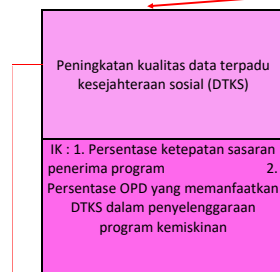 Peningkatan kualitas data terpadu
kesejahteraan sosial (DTKS)
IK : 1. Persentase ketepatan sasaran
penerima program 2.
Persentase OPD yang memanfaatkan
DTKS dalam penyelenggaraan
program kemiskinan